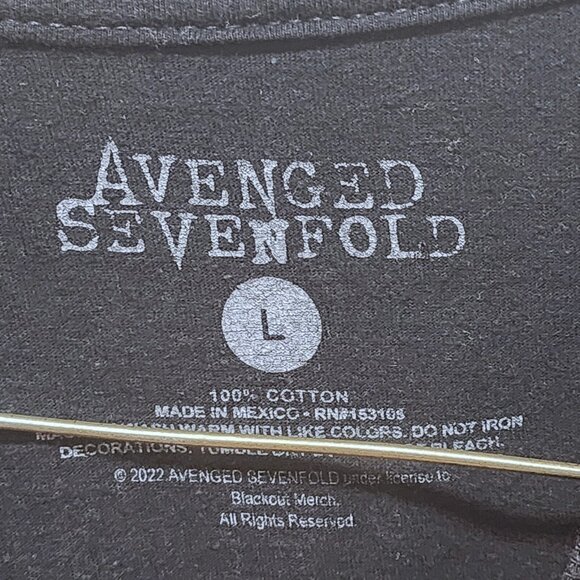 AVENGED
SEVENFOLD
L
100% COTTON
MADE IN MEXICO • RN#153108
WARM WITH LIKE COLORS. DO NOT IRON
DECORATIONS. TUMBLE BLEACH.
© 2022 AVENGED SEVENFOLD under license to
Blackout Merch.
All Rights Reserved.